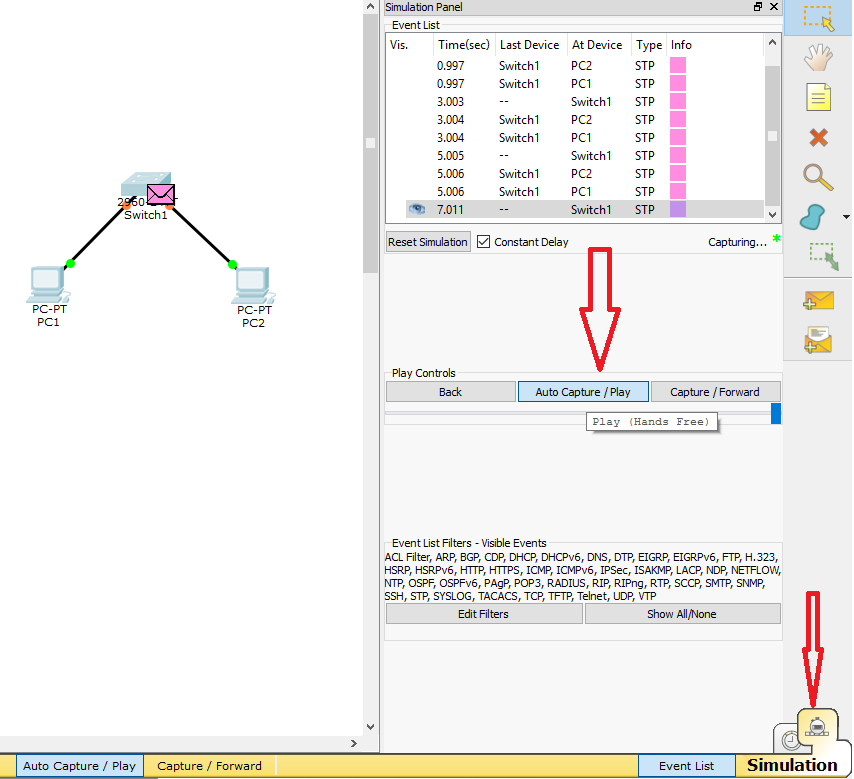 Simulation Panel
Event List
Vis. Time(sec) Last Device At Device Type Info
0.997 Switch1 PC2 STP
0.997 Switch1 PC1 STP
3.003 -- Switch1 STP
3.004 Switch1 PC2 STP
3.004 Switch1 PC1 STP
5.005 -- Switch1 STP
5.006 Switch1 PC2 STP
5.006 Switch1 PC1 STP
7.011 -- Switch1 STP
Reset Simulation Constant Delay Capturing... *
2960
Switch1
PC-PT
PC1
PC-PT
PC2
Play Controls
Back Auto Capture / Play Capture / Forward
Play (Hands Free)
Event List Filters - Visible Events
ACL Filter, ARP, BGP, CDP, DHCP, DHCPv6, DNS, DTP, EIGRP, EIGRPv6, FTP, H.323,
HSRP, HSRPv6, HTTP, HTTPS, ICMP, ICMPv6, IPSec, ISAKMP, LACP, NDP, NETFLOW,
NTP, OSPF, OSPFv6, PAgP, POP3, RADIUS, RIP, RIPng, RTP, SCCP, SMTP, SNMP,
SSH, STP, SYSLOG, TACACS, TCP, TFTP, Telnet, UDP, VTP
Edit Filters Show All/None
Auto Capture / Play Capture / Forward Event List Simulation